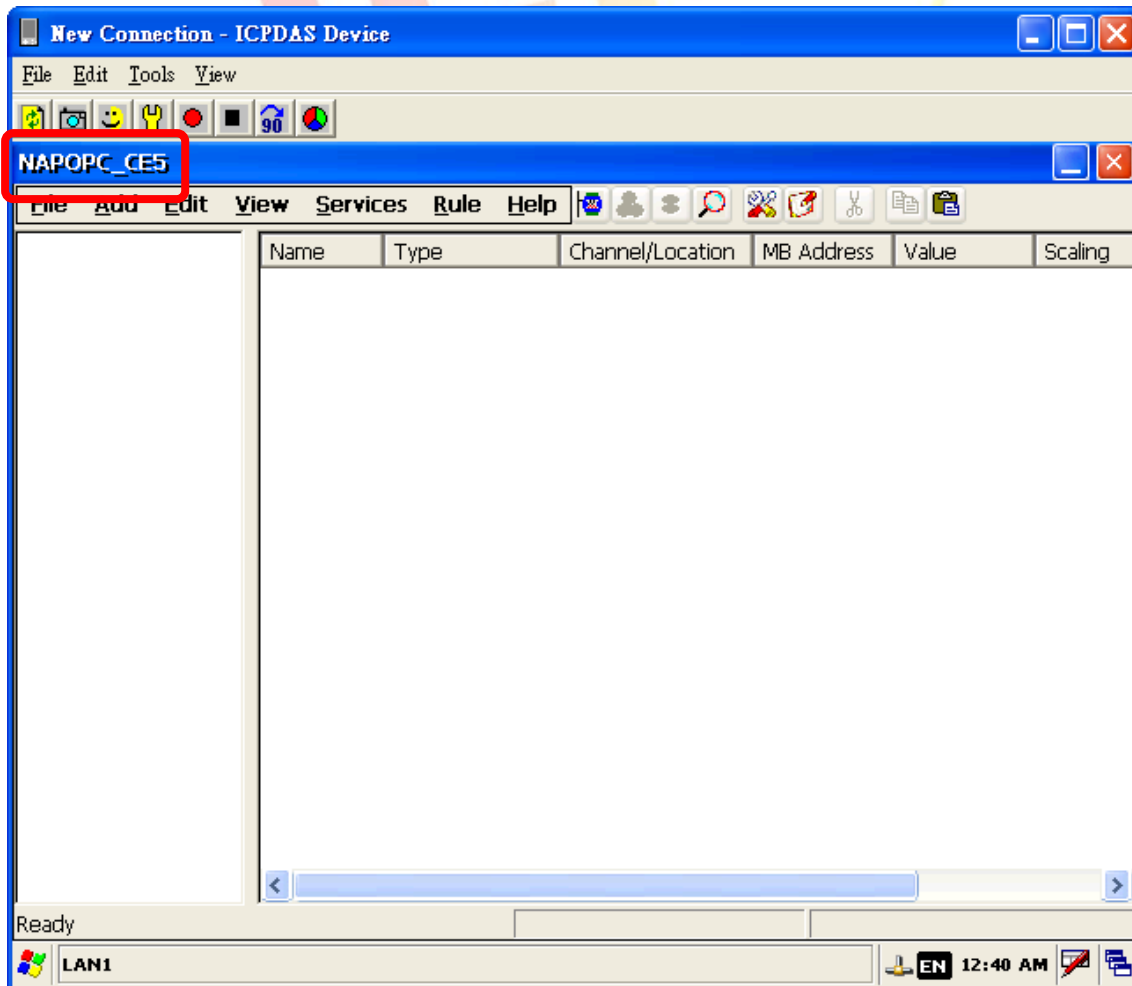 New Connection - ICPDAS Device
File Edit Tools View
90
NAPOPC_CE5
File Add Edit View Services Rule Help
Name Type Channel/Location MB Address Value Scaling
Ready
LAN1 EN 12:40 AM